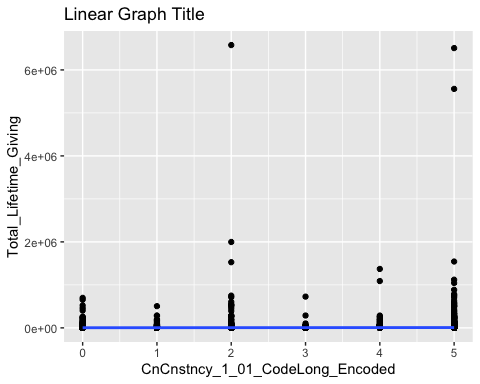 Linear Graph Title
6e+06
4e+06
2e+06
0e+00
Total_Lifetime_Giving
0 1 2 3 4 5
CnCnstncy_1_01_CodeLong_Encoded